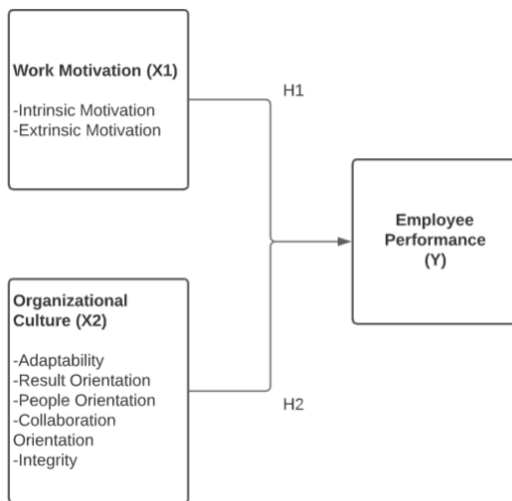 Work Motivation (X1)
-Intrinsic Motivation
-Extrinsic Motivation
H1
Employee
Performance
(Y)
Organizational
Culture (X2)
-Adaptability
-Result Orientation
-People Orientation
-Collaboration
Orientation
-Integrity
H2